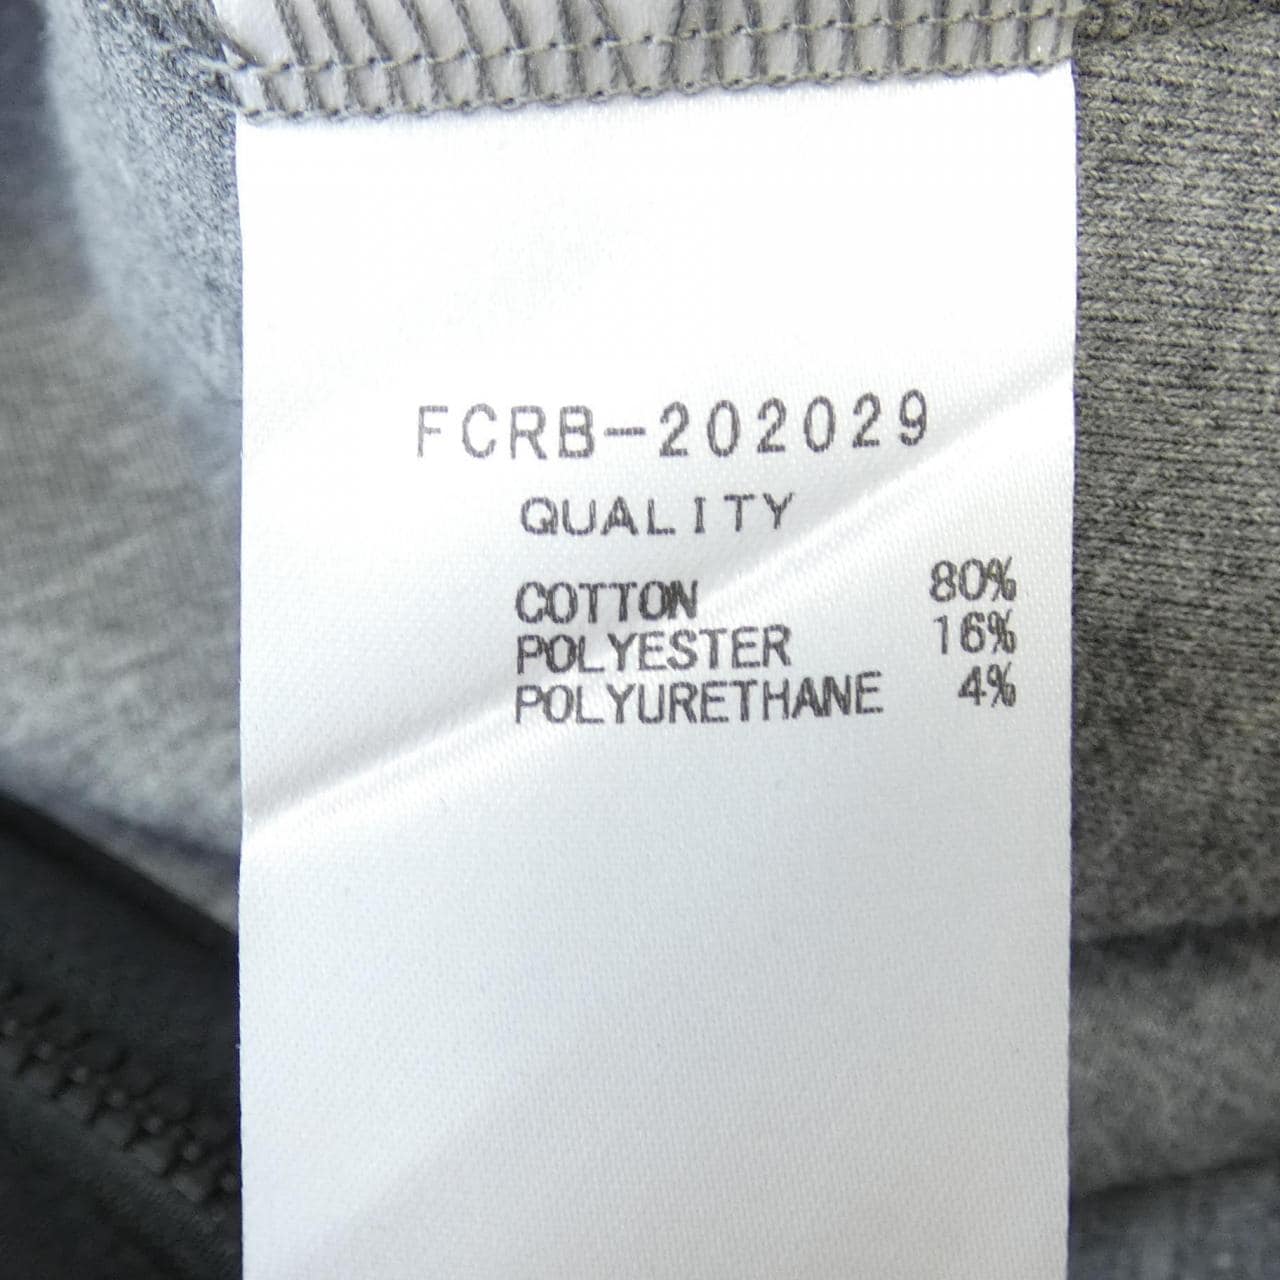 FCRB-202029
QUALITY
COTTON 80%
POLYESTER 16%
POLYURETHANE 4%